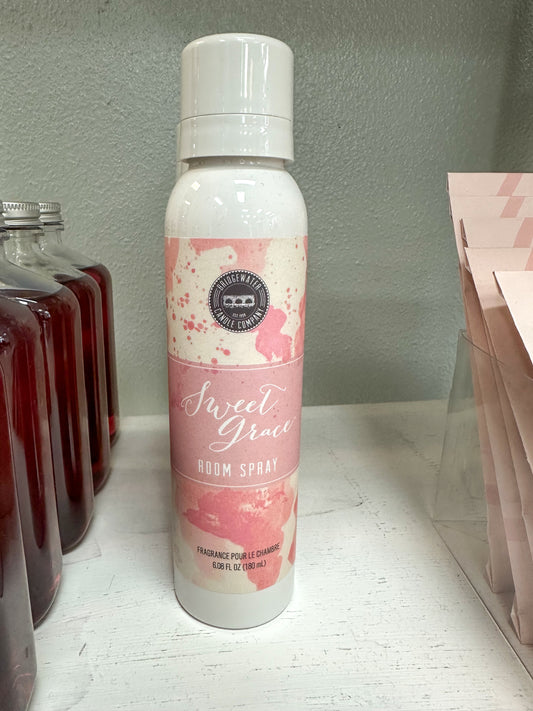 BRIDGEWATER
CANDLE COMPANY
Sweet
Grace
ROOM SPRAY
FRAGRANCE POUR LE CHAMBRE
6.08 FL OZ (180 mL)